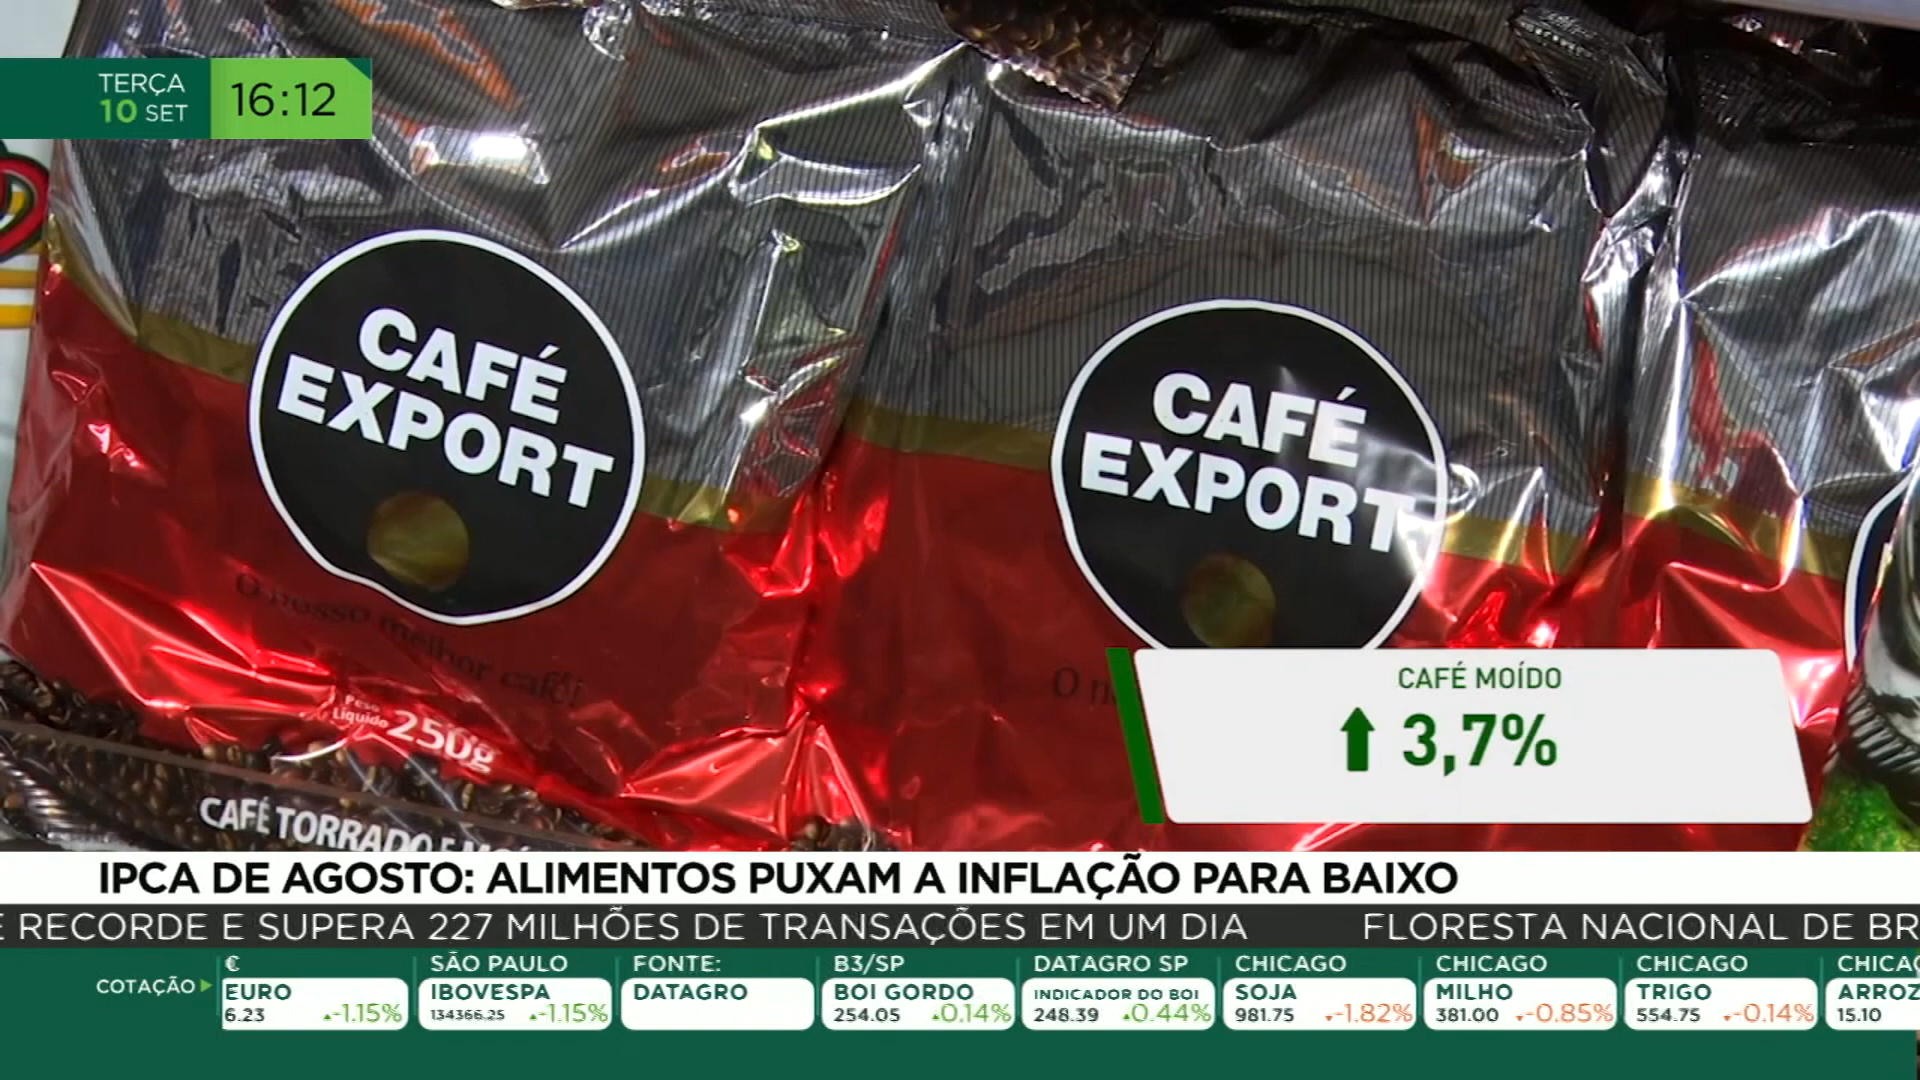 TERÇA
10 SET
16:12
CAFÉ
EXPORT
O nosso melhor café!
Peso
Líquido 250g
CAFÉ TORRADO E MOÍ
CAFÉ
EXPORT
O n
CAFÉ MOÍDO
3,7%
IPCA DE AGOSTO: ALIMENTOS PUXAM A INFLAÇÃO PARA BAIXO
E RECORDE E SUPERA 227 MILHÕES DE TRANSAÇÕES EM UM DIA FLORESTA NACIONAL DE BR
COTAÇÃO
€
EURO
6.23 -1.15%
SÃO PAULO
IBOVESPA
134366.25 -1.15%
FONTE:
DATAGRO
B3/SP
BOI GORDO
254.05 0.14%
DATAGRO SP
INDICADOR DO BOI
248.39 0.44%
CHICAGO
SOJA
981.75 -1.82%
CHICAGO
MILHO
381.00 -0.85%
CHICAGO
TRIGO
554.75 -0.14%
CHICAG
ARROZ
15.10